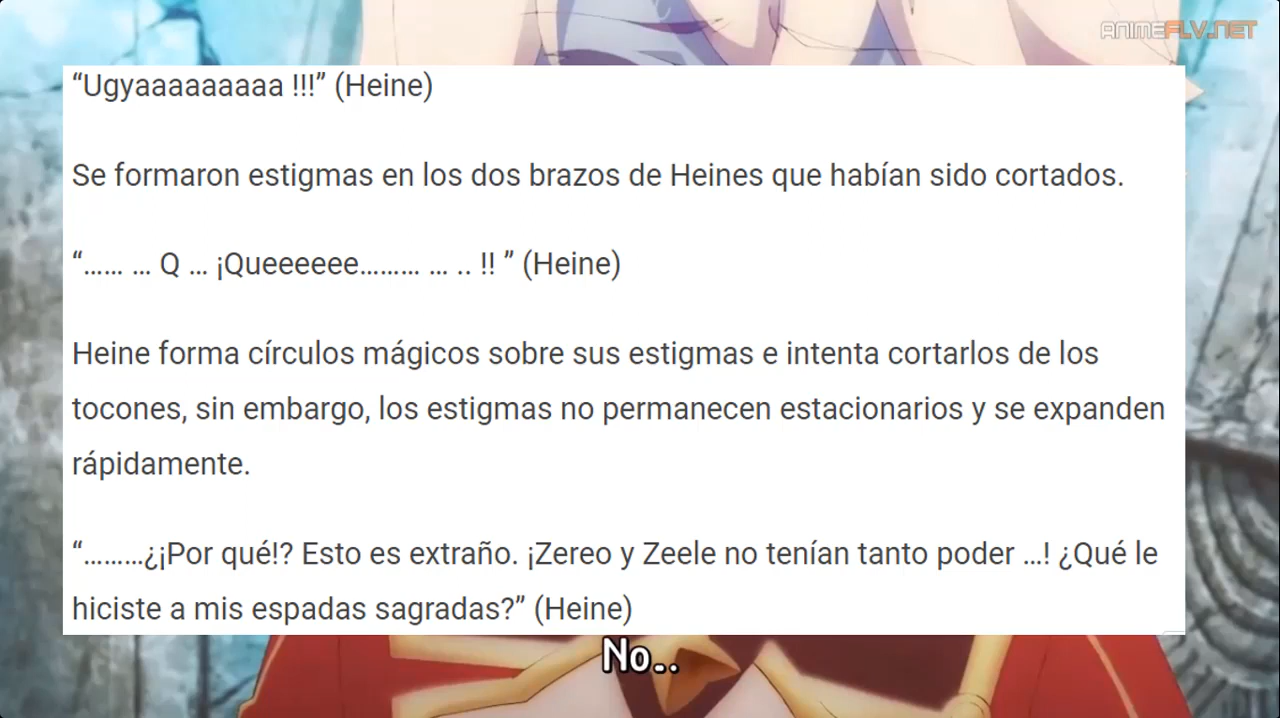 ANIMEFLV.NET
“Ugyaaaaaaaaaa !!!” (Heine)
Se formaron estigmas en los dos brazos de Heines que habían sido cortados.
“…… … Q … ¡Queeeeee……… … .. !! ” (Heine)
Heine forma círculos mágicos sobre sus estigmas e intenta cortarlos de los
tocones, sin embargo, los estigmas no permanecen estacionarios y se expanden
rápidamente.
“………¿¡Por qué!? Esto es extraño. ¡Zereo y Zeele no tenían tanto poder …! ¿Qué le
hiciste a mis espadas sagradas?” (Heine)
No..